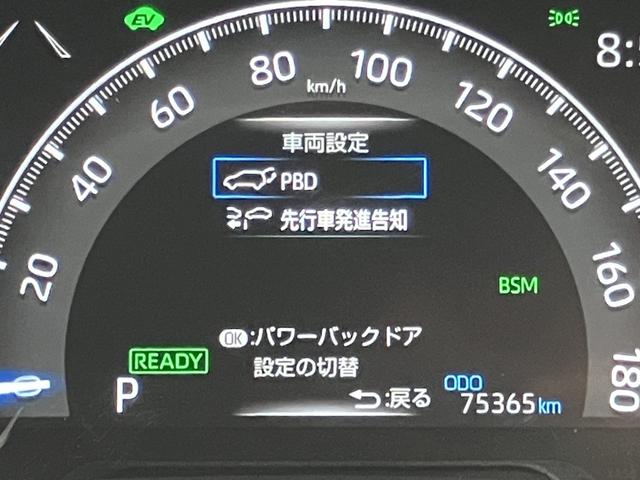 EV
8:
80
100
km/h
60
120
車両設定
40
PBD
140
先行車発進告知
20
160
BSM
OK:パワーバックドア
設定の切替
READY
P
:戻る
ODO
75365km
180